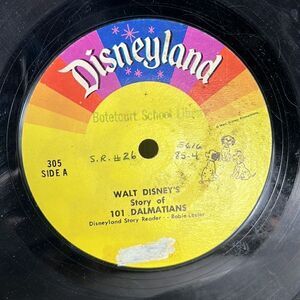 Disneyland
Botetourt School
305
SIDE A
S.R. #26
WALT DISNEY'S
Story of
101 DALMATIANS
Disneyland Story Reader - Robie Lester